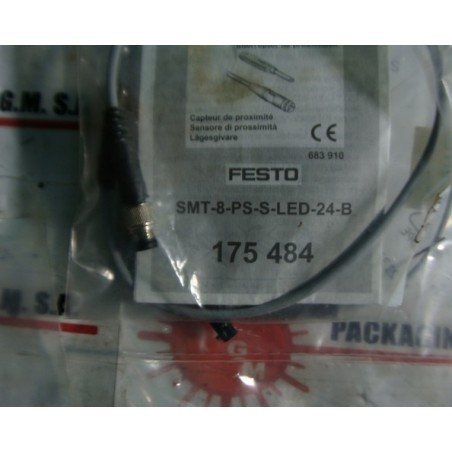 G.M. S.
Capteur de proximité
Sensore di prossimità
Lägesgivare
CE
683 910
FESTO
SMT-8-PS-S-LED-24-B
175 484
.M. S.
PACKAGIN
G
M